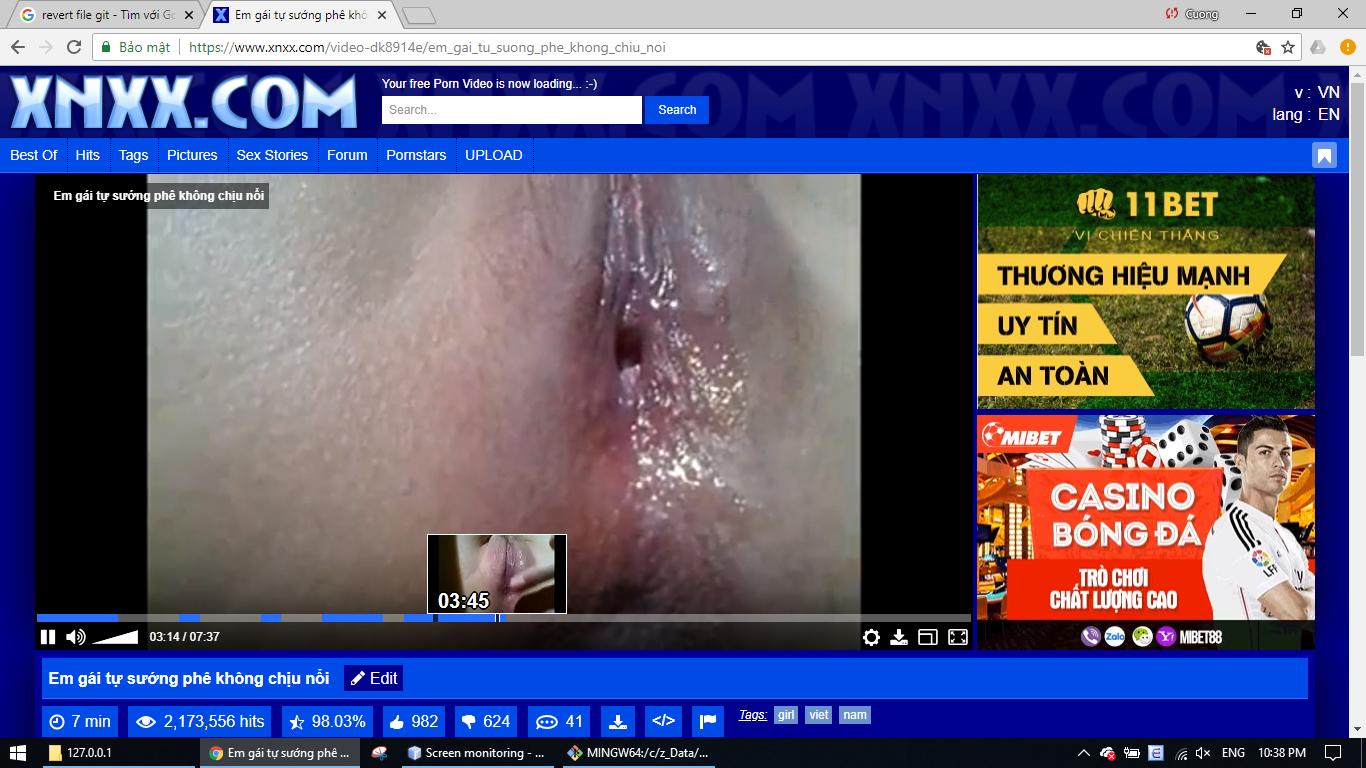 revert file git - Tìm với Go
Em gái tự sướng phê khô
Cuong
Bảo mật
https://www.xnxx.com/video-dk8914e/em_gai_tu_suong_phe_khong_chiu_noi
XNXX.COM
Your free Porn Video is now loading... :-)
Search...
Search
v : VN
lang : EN
Best Of
Hits
Tags
Pictures
Sex Stories
Forum
Pornstars
UPLOAD
Em gái tự sướng phê không chịu nổi
11BET
VỊ CHIẾN THẮNG
THƯƠNG HIỆU MẠNH
UY TÍN
AN TOÀN
MIBET
CASINO
BÓNG ĐÁ
TRÒ CHƠI
CHẤT LƯỢNG CAO
LFP
Zalo
MIBET88
03:45
03:14 / 07:37
Em gái tự sướng phê không chịu nổi
Edit
7 min
2,173,556 hits
98.03%
982
624
41
</>
Tags:
girl
viet
nam
127.0.0.1
Em gái tự sướng phê ...
Screen monitoring - ...
MINGW64:/c/z_Data/...
ENG
10:38 PM